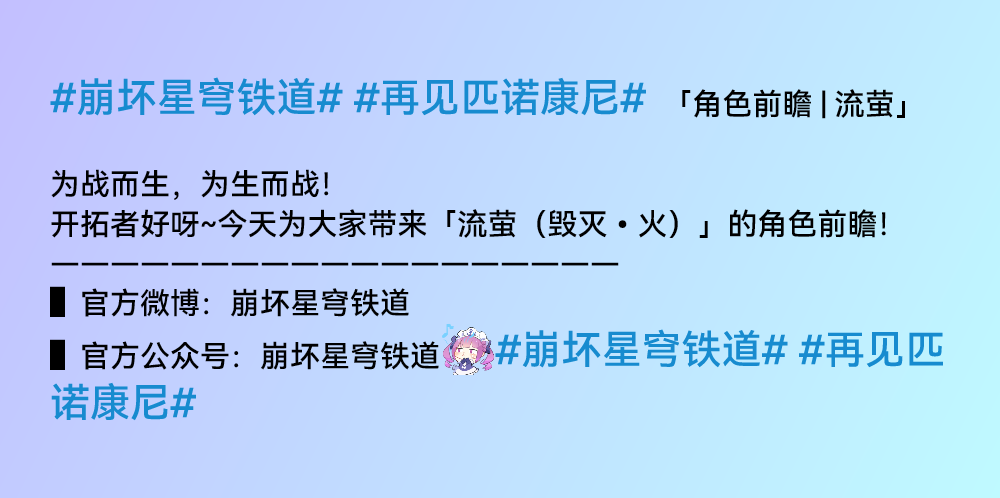 #崩坏星穹铁道# #再见匹诺康尼# 「角色前瞻 | 流萤」
为战而生，为生而战！
开拓者好呀~今天为大家带来「流萤（毁灭·火）」的角色前瞻！
———————————————————
▋官方微博：崩坏星穹铁道
▋官方公众号：崩坏星穹铁道#崩坏星穹铁道# #再见匹
诺康尼#